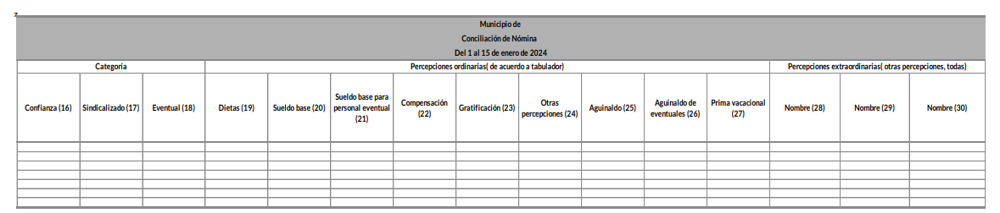 7
Municipio de
Conciliación de Nómina
Del 1 al 15 de enero de 2024
Categoría Percepciones ordinarias( de acuerdo a tabulador) Percepciones extraordinarias( otras percepciones, todas)
Confianza (16)
Sindicalizado (17)
Eventual (18)
Dietas (19)
Sueldo base (20)
Sueldo base para
personal eventual
(21)
Compensación
(22)
Gratificación (23)
Otras
percepciones (24)
Aguinaldo (25)
Aguinaldo de
eventuales (26)
Prima vacacional
(27)
Nombre (28)
Nombre (29)
Nombre (30)